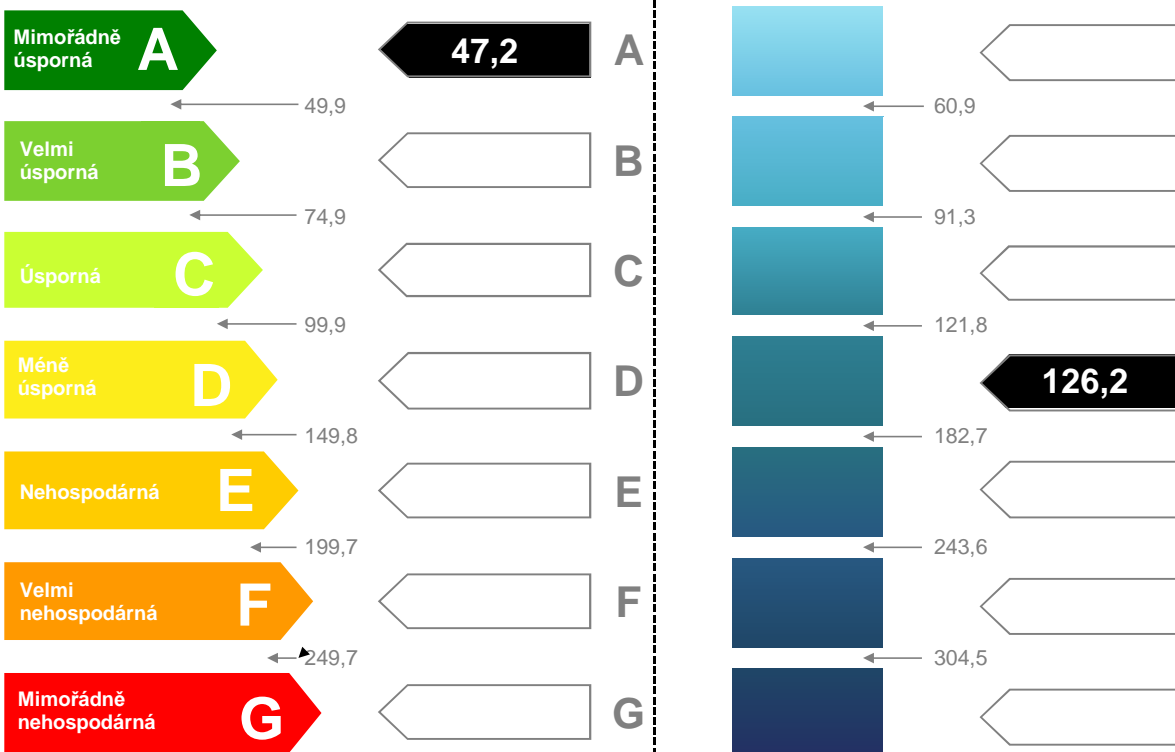 Mimořádně
úsporná
A
47,2
A
49,9
60,9
Velmi
úsporná
B
B
74,9
91,3
Úsporná
C
C
99,9
121,8
Méně
úsporná
D
D
126,2
149,8
182,7
Nehospodárná
E
E
199,7
243,6
Velmi
nehospodárná
F
F
249,7
304,5
Mimořádně
nehospodárná
G
G